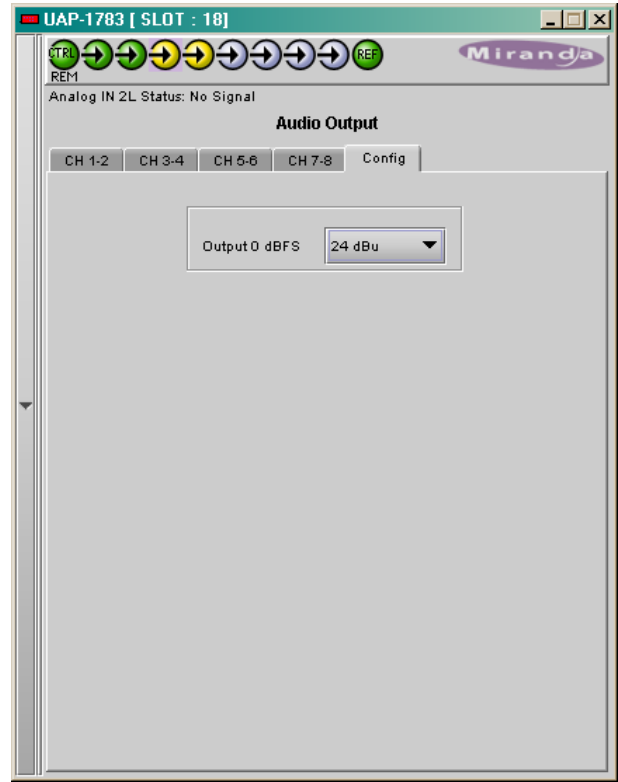 UAP-1783 [ SLOT : 18]
CTRL REF Miranda
REM
Analog IN 2L Status: No Signal
Audio Output
CH 1-2 CH 3-4 CH 5-6 CH 7-8 Config
Output 0 dBFS 24 dBu